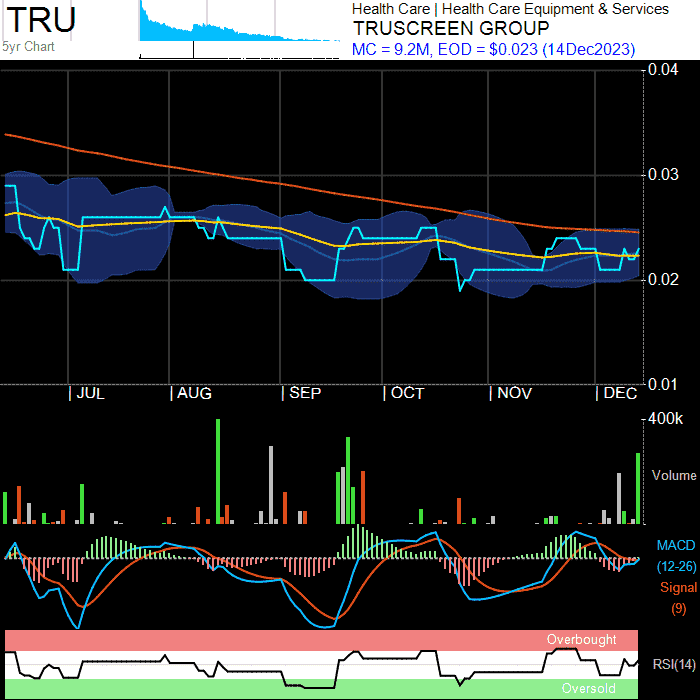 TRU
5yr Chart
Health Care | Health Care Equipment & Services
TRUSCREEN GROUP
MC = 9.2M, EOD = $0.023 (14Dec2023)
0.04
0.03
0.02
0.01
JUL
AUG
SEP
OCT
NOV
DEC
400k
Volume
MACD
(12-26)
Signal
(9)
Overbought
RSI(14)
Oversold